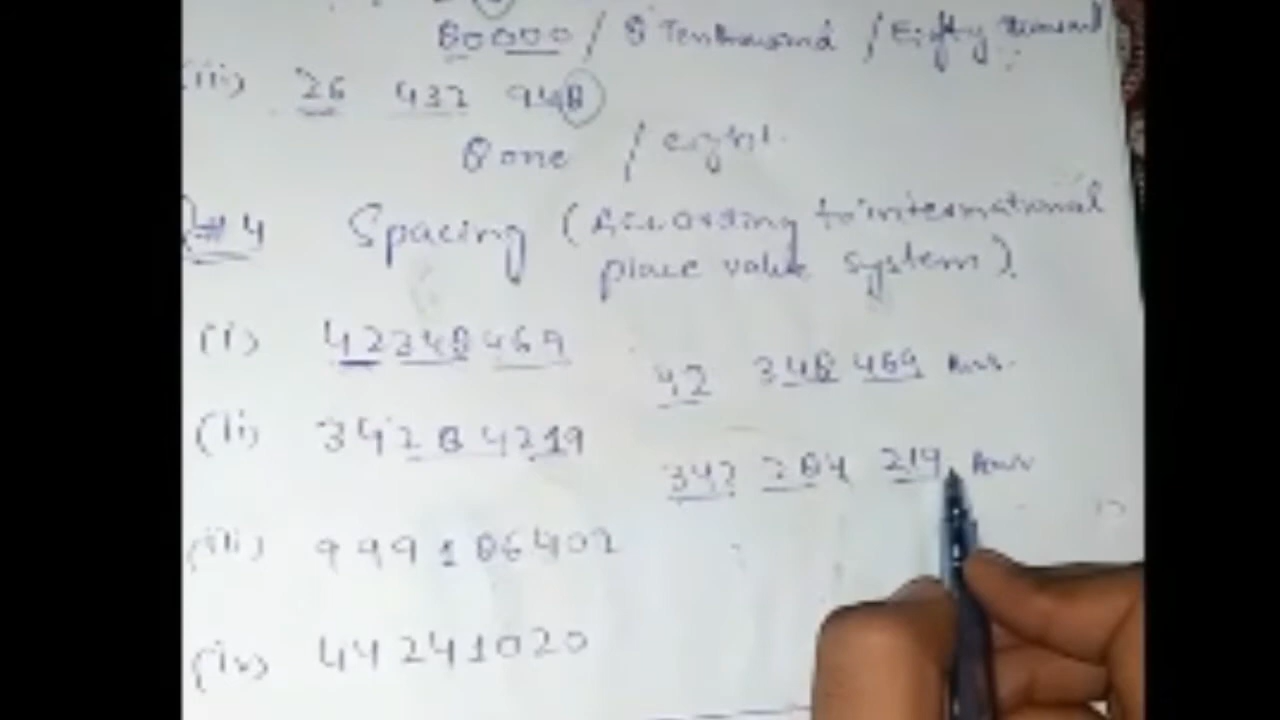 80000 / 8 Tenthousand / Eighty thousand
(iii) 26 432 948
8 one / eight.
Q#4 Spacing (According to international
place value system)
(i) 42348469 42 348 469 Ans.
(ii) 342284219 342 284 219 Ans
(iii) 999186402
(iv) 44241020